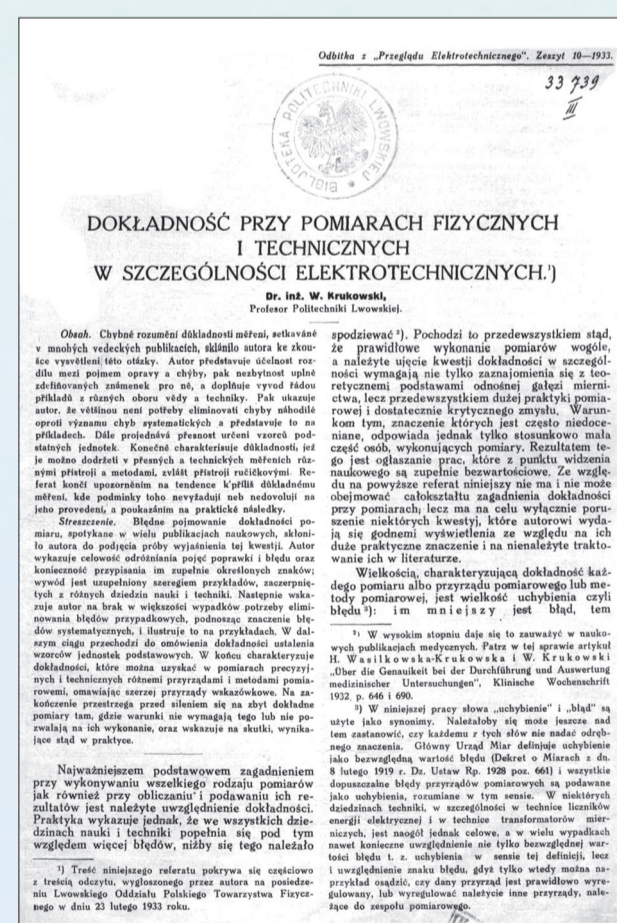 Odbitka z „Przeglądu Elektrotechnicznego". Zeszyt 10—1933.
33 739
III
BIBLJOTEKA POLITECHNIKI LWOWSKIEJ
DOKŁADNOŚĆ PRZY POMIARACH FIZYCZNYCH
I TECHNICZNYCH
W SZCZEGÓLNOŚCI ELEKTROTECHNICZNYCH.¹)
Dr. inż. W. Krukowski,
Profesor Politechniki Lwowskiej.
Obsah. Chybné rozumění důkladnosti měření, setkáváné
v mnohých vedeckých publikacích, sklánilo autora ke zkou-
šce vysvětlení této otázky. Autor představuje účelnost roz-
dílu mezi pojmem opravy a chýby, pak nezbytnost uplné
zdefiňovaných známenek pro ně, a doplňuje vývod řádou
příkladů z různych oboru vědy a techniky. Pak ukazuje
autor, že většinou není potřeby eliminovati chyby náhodilé
oproti významu chyb systematických a představuje to na
příkladech. Dále projednává přesnost určení vzorců pod-
statných jednotek. Konečně charakterisuje důkladnosti, jež
je možno dodržeti v přesných a technických měřeních růz-
nými přístroji a metodami, zvlášt přístroji ručičkovými. Re-
ferat končí upozorněním na tendence k'příliš důkladnému
měření, kde podminky toho nevyžadují neb nedovolují na
jeho provedení, a poukázaním na praktické následky.
Streszczenie. Błędne pojmowanie dokładności po-
miaru, spotykane w wielu publikacjach naukowych, skłoni-
ło autora do podjęcia próby wyjaśnienia tej kwestji. Autor
wykazuje celowość odróżniania pojęć poprawki i błędu oraz
konieczność przypisania im zupełnie określonych znaków;
wywód jest uzupełniony szeregiem przykładów, zaczerpnię-
tych z różnych dziedzin nauki i techniki. Następnie wska-
zuje autor na brak w większości wypadków potrzeby elimi-
nowania błędów przypadkowych, podnosząc znaczenie błę-
dów systematycznych, i ilustruje to na przykładach. W dal-
szym ciągu przechodzi do omówienia dokładności ustalenia
wzorców jednostek podstawowych. W końcu charakteryzuje
dokładności, które można uzyskać w pomiarach precyzyj-
nych i technicznych różnemi przyrządami i metodami pomia-
rowemi, omawiając szerzej przyrządy wskazówkowe. Na za-
kończenie przestrzega przed sileniem się na zbyt dokładne
pomiary tam, gdzie warunki nie wymagają tego lub nie po-
zwalają na ich wykonanie, oraz wskazuje na skutki, wynika-
jące stąd w praktyce.
Najważniejszem podstawowem zagadnieniem
przy wykonywaniu wszelkiego rodzaju pomiarów
jak również przy obliczaniu i podawaniu ich re-
zultatów jest należyte uwzględnienie dokładności.
Praktyka wykazuje jednak, że we wszystkich dzie-
dzinach nauki i techniki popełnia się pod tym
względem więcej błędów, niżby się tego należało
¹) Treść niniejszego referatu pokrywa się częściowo
z treścią odczytu, wygłoszonego przez autora na posiedze-
niu Lwowskiego Oddziału Polskiego Towarzystwa Fizycz-
nego w dniu 23 lutego 1933 roku.
spodziewać ²). Pochodzi to przedewszystkiem stąd,
że prawidłowe wykonanie pomiarów wogóle,
a należyte ujęcie kwestji dokładności w szczegól-
ności wymagają nie tylko zaznajomienia się z teo-
retycznemi podstawami odnośnej gałęzi mierni-
ctwa, lecz przedewszystkiem dużej praktyki pomia-
rowej i dostatecznie krytycznego zmysłu. Warun-
kom tym, znaczenie których jest często niedoce-
niane, odpowiada jednak tylko stosunkowo mała
część osób, wykonujących pomiary. Rezultatem te-
go jest ogłaszanie prac, które z punktu widzenia
naukowego są zupełnie bezwartościowe. Ze wzglę-
du na powyższe referat niniejszy nie ma i nie może
obejmować całokształtu zagadnienia dokładności
przy pomiarach; lecz ma na celu wyłącznie poru-
szenie niektórych kwestyj, które autorowi wyda-
ją się godnemi wyświetlenia ze względu na ich
duże praktyczne znaczenie i na nienależyte trakto-
wanie ich w literaturze.
Wielkością, charakteryzującą dokładność każ-
dego pomiaru albo przyrządu pomiarowego lub me-
tody pomiarowej, jest wielkość uchybienia czyli
błędu ³): im mniejszy jest błąd, tem
²) W wysokim stopniu daje się to zauważyć w nauko-
wych publikacjach medycznych. Patrz w tej sprawie artykuł
H. Wasilkowska-Krukowska i W. Krukowski
„Über die Genauikeit bei der Durchführung und Auswertung
medizinischer Untersuchungen", Klinische Wochenschrift
1932, p. 646 i 690.
³) W niniejszej pracy słowa „uchybienie" i „błąd" są
użyte jako synonimy. Należałoby się może jeszcze nad
tem zastanowić, czy każdemu z tych słów nie nadać odręb-
nego znaczenia. Główny Urząd Miar definjuje uchybienie
jako bezwzględną wartość błędu (Dekret o Miarach z dn.
8 lutego 1919 r. Dz. Ustaw Rp. 1928 poz. 661) i wszystkie
dopuszalne błędy przyrządów pomiarowych są podawane
jako uchybienia, rozumiane w tym sensie. W niektórych
dziedzinach techniki, w szczególności w technice liczników
energji elektrycznej i w technice transformatorów mier-
niczych, jest naogół jednak celowe, a w wielu wypadkach
nawet konieczne uwzględnienie nie tylko bezwzględnej war-
tości błędu t. z. uchybienia w sensie tej definicji, lecz
i uwzględnienie znaku błędu, gdyż tylko wtedy można na-
przykład osądzić, czy dany przyrząd jest prawidłowo wyre-
gulowany, lub wyregulować należycie inne przyrządy, nale-
żące do zespołu pomiarowego.